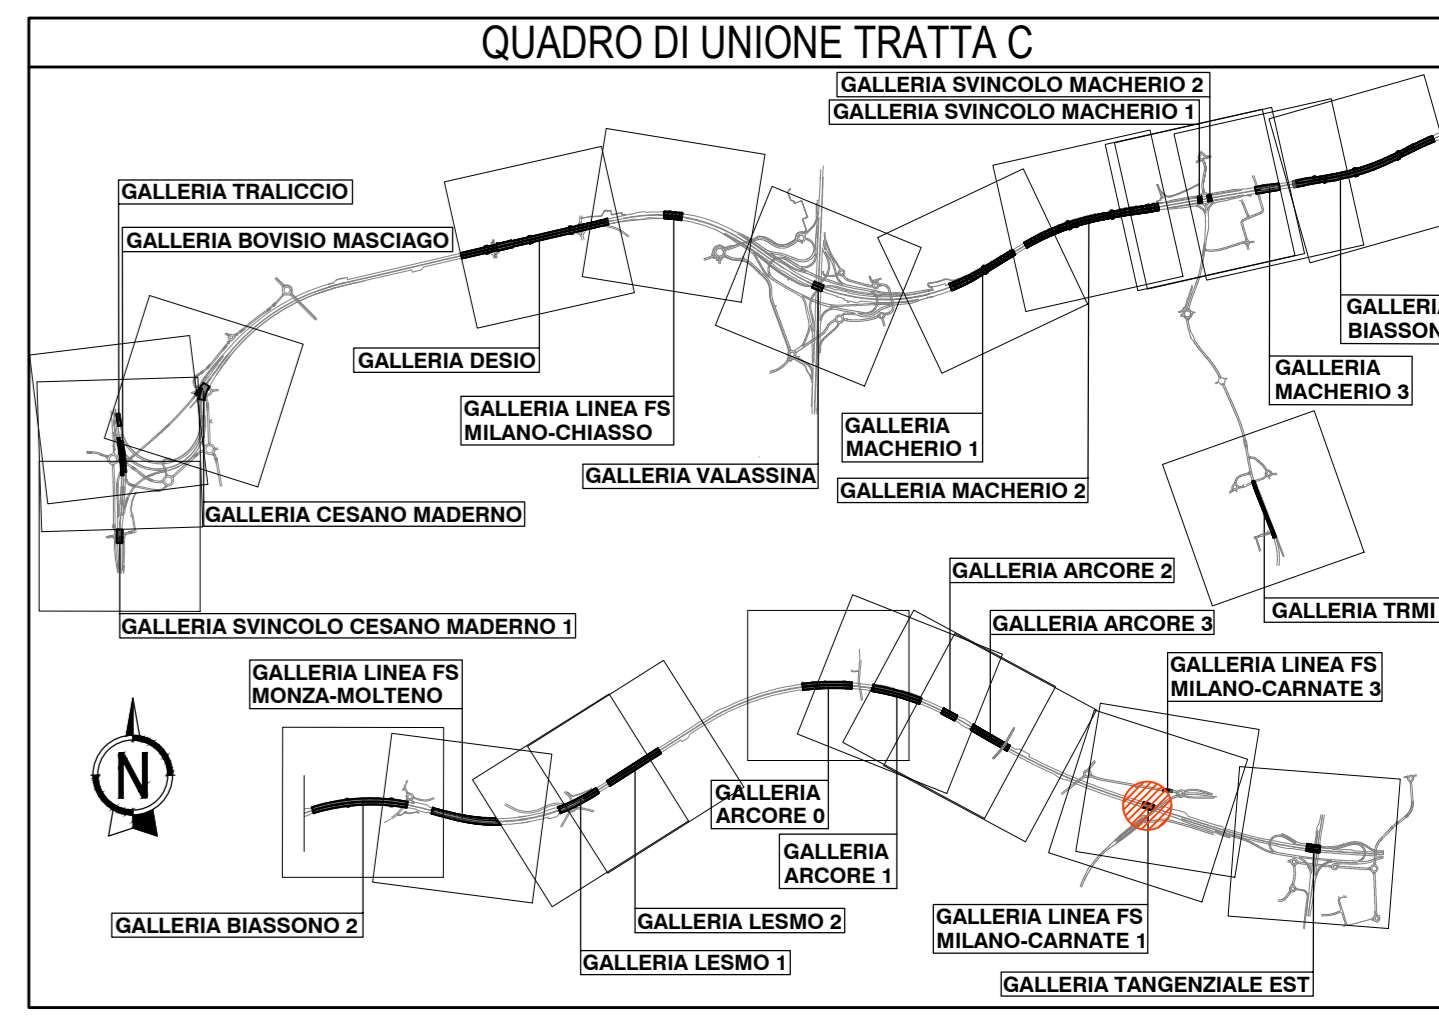 QUADRO DI UNIONE TRATTA C
GALLERIA SVINCOLO MACHERIO 2
GALLERIA SVINCOLO MACHERIO 1
GALLERIA TRALICCIO
GALLERIA BOVISIO MASCIAGO
GALLERIA DESIO
GALLERIA LINEA FS
MILANO-CHIASSO
GALLERIA VALASSINA
GALLERIA
MACHERIO 1
GALLERIA MACHERIO 2
GALLERIA
BIASSON
GALLERIA
MACHERIO 3
GALLERIA CESANO MADERNO
GALLERIA SVINCOLO CESANO MADERNO 1
GALLERIA TRMI
GALLERIA ARCORE 2
GALLERIA ARCORE 3
GALLERIA LINEA FS
MONZA-MOLTENO
GALLERIA LINEA FS
MILANO-CARNATE 3
N
GALLERIA
ARCORE 0
GALLERIA
ARCORE 1
GALLERIA BIASSONO 2
GALLERIA LESMO 2
GALLERIA LESMO 1
GALLERIA LINEA FS
MILANO-CARNATE 1
GALLERIA TANGENZIALE EST